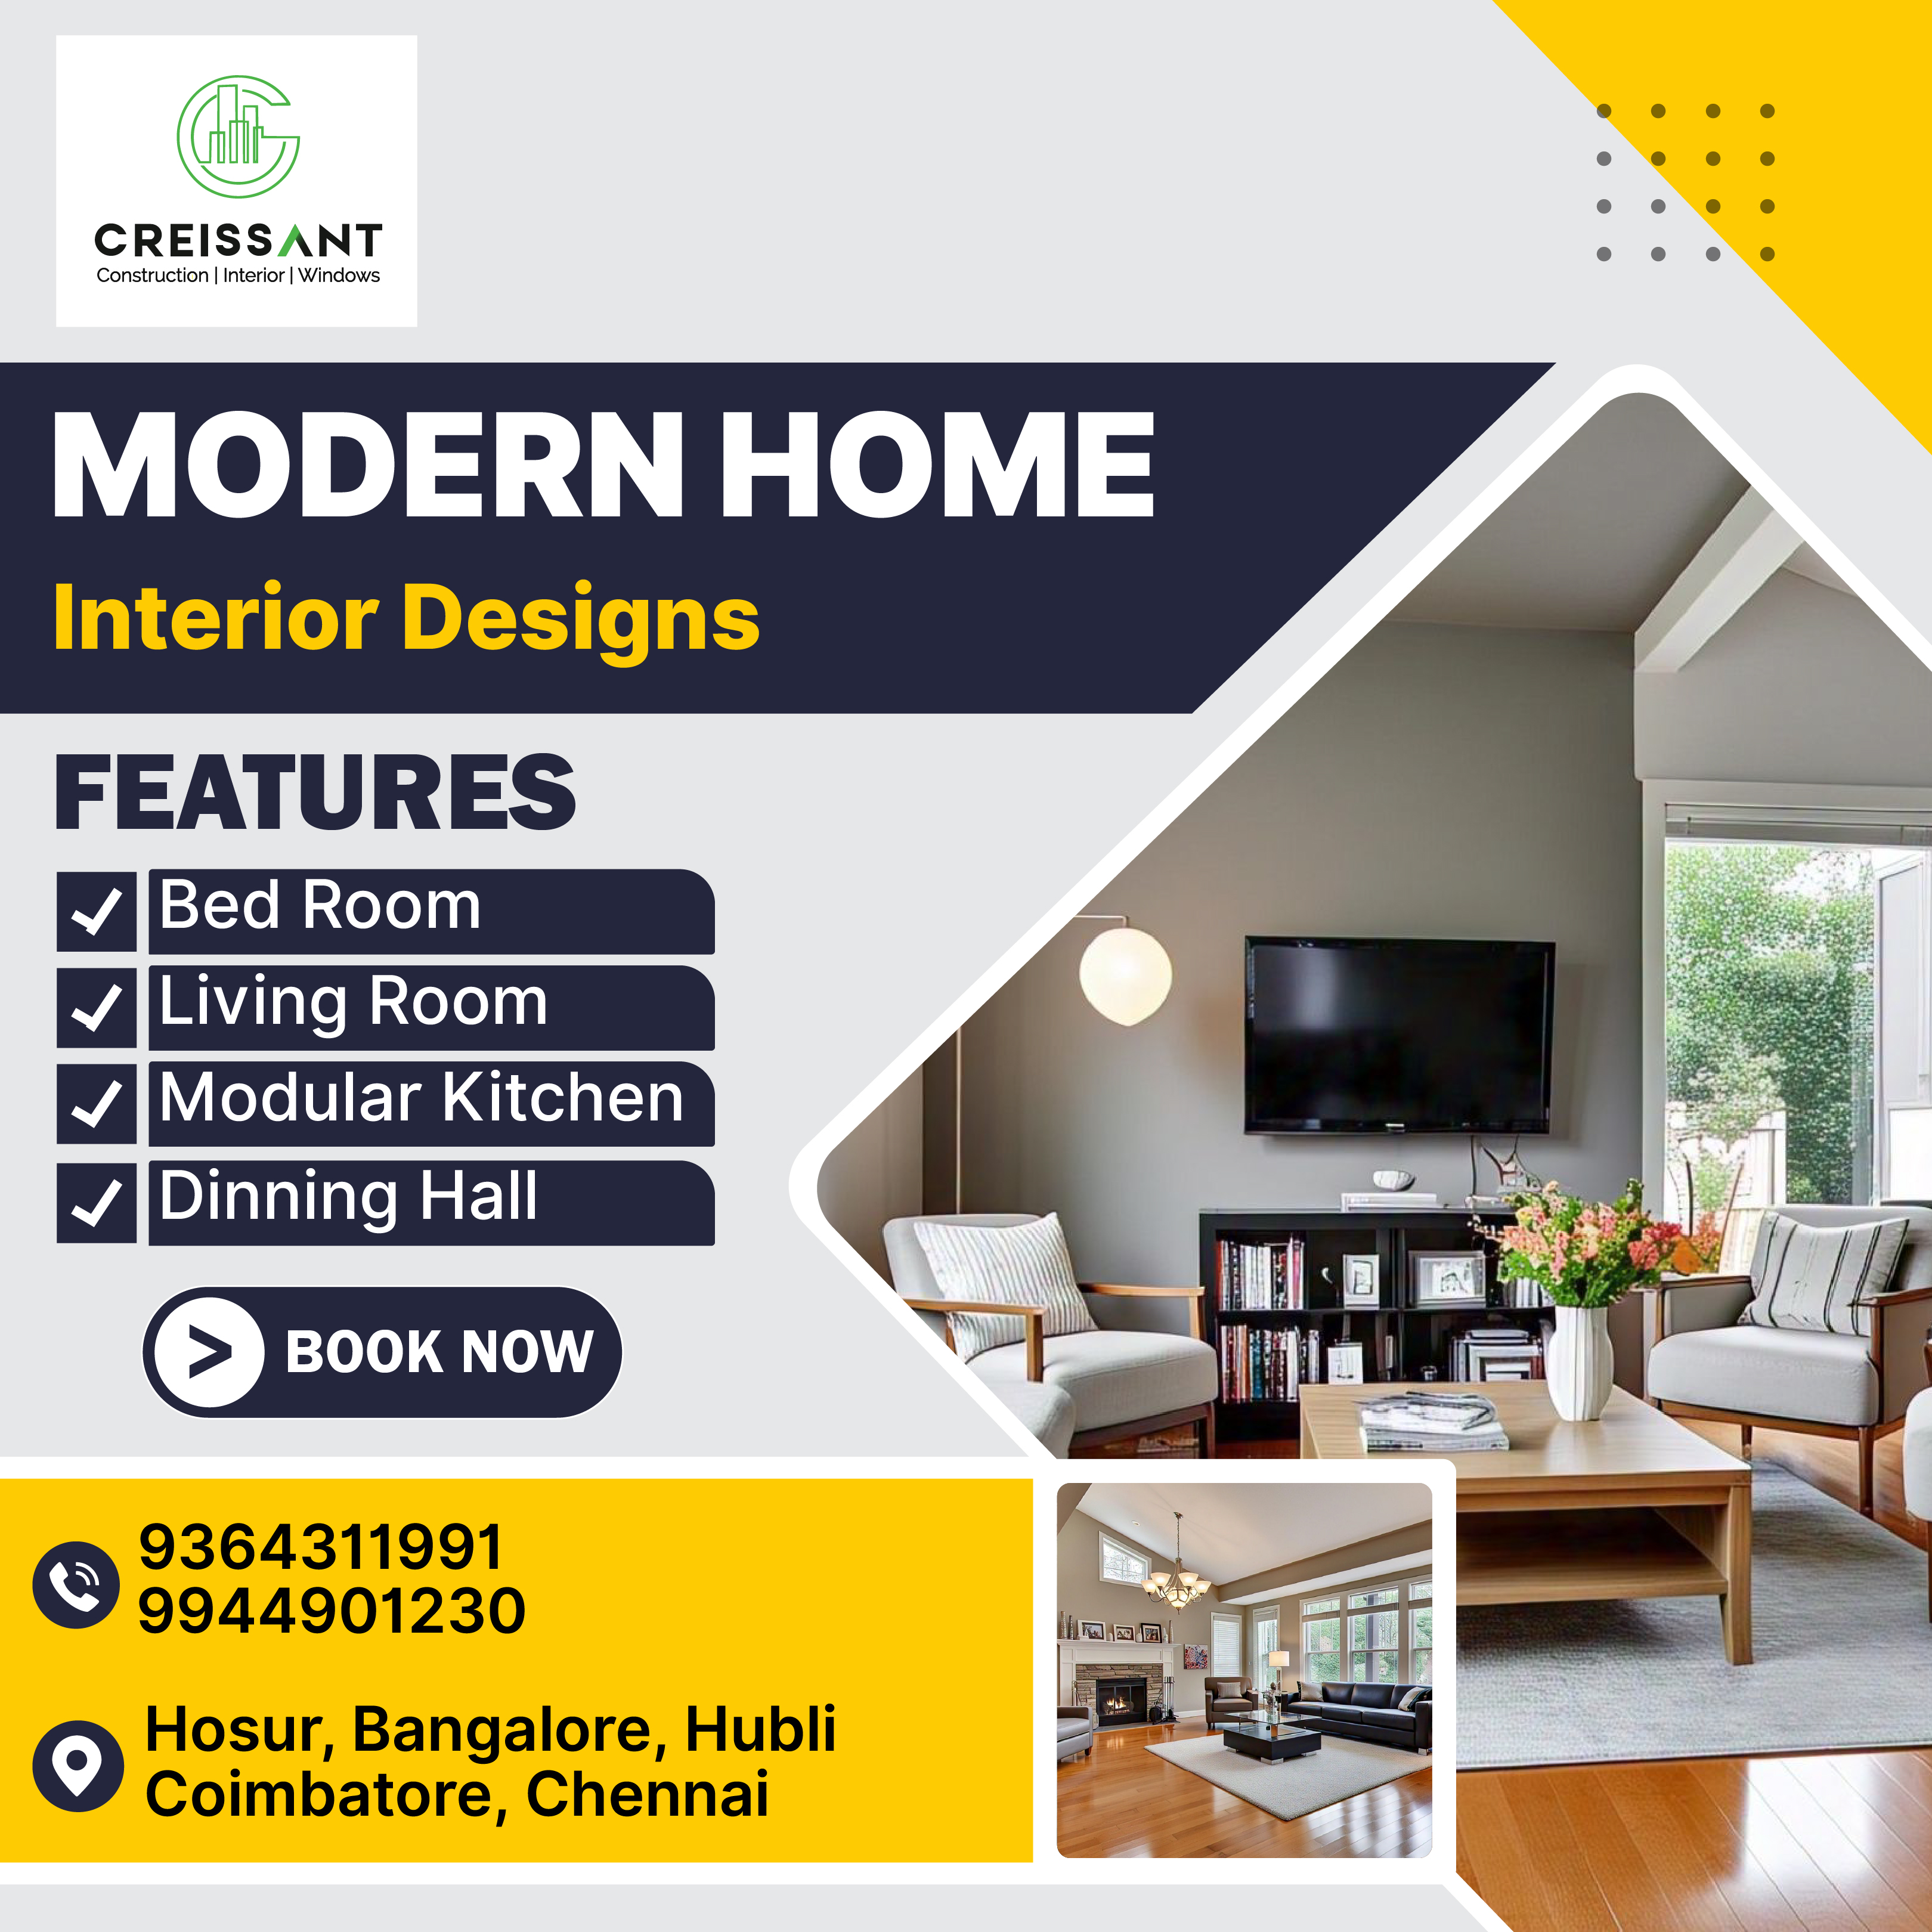 CREISSANT
Construction | Interior | Windows
MODERN HOME
Interior Designs
FEATURES
Bed Room
Living Room
Modular Kitchen
Dinning Hall
> BOOK NOW
9364311991
9944901230
Hosur, Bangalore, Hubli
Coimbatore, Chennai